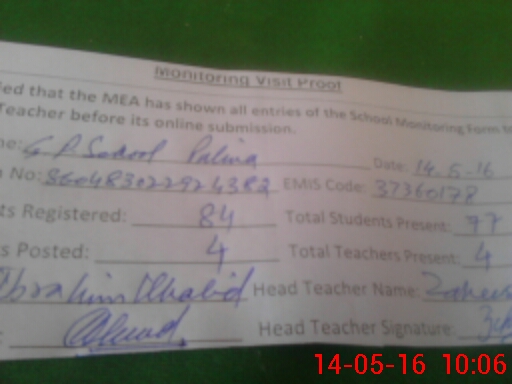 Monitoring Visit Proof
ied that the MEA has shown all entries of the School Monitoring Form to
Teacher before its online submission.
ne: G.P. School Date: 14.5.16
n No: EMIS Code: 37360178
ts Registered: 84 Total Students Present: 77
s Posted: 4 Total Teachers Present: 4
Ibrahim Khalid Head Teacher Name: Zaheer
Head Teacher Signature:
14-05-16 10:06